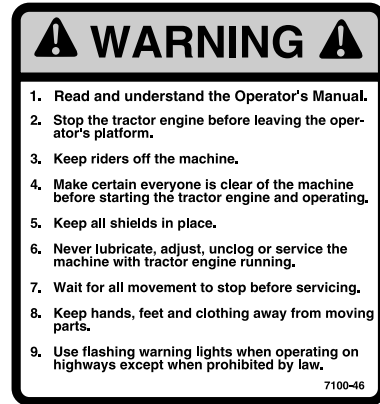 WARNING
1. Read and understand the Operator's Manual.
2. Stop the tractor engine before leaving the oper-
ator's platform.
3. Keep riders off the machine.
4. Make certain everyone is clear of the machine
before starting the tractor engine and operating.
5. Keep all shields in place.
6. Never lubricate, adjust, unclog or service the
machine with tractor engine running.
7. Wait for all movement to stop before servicing.
8. Keep hands, feet and clothing away from moving
parts.
9. Use flashing warning lights when operating on
highways except when prohibited by law.
7100-46